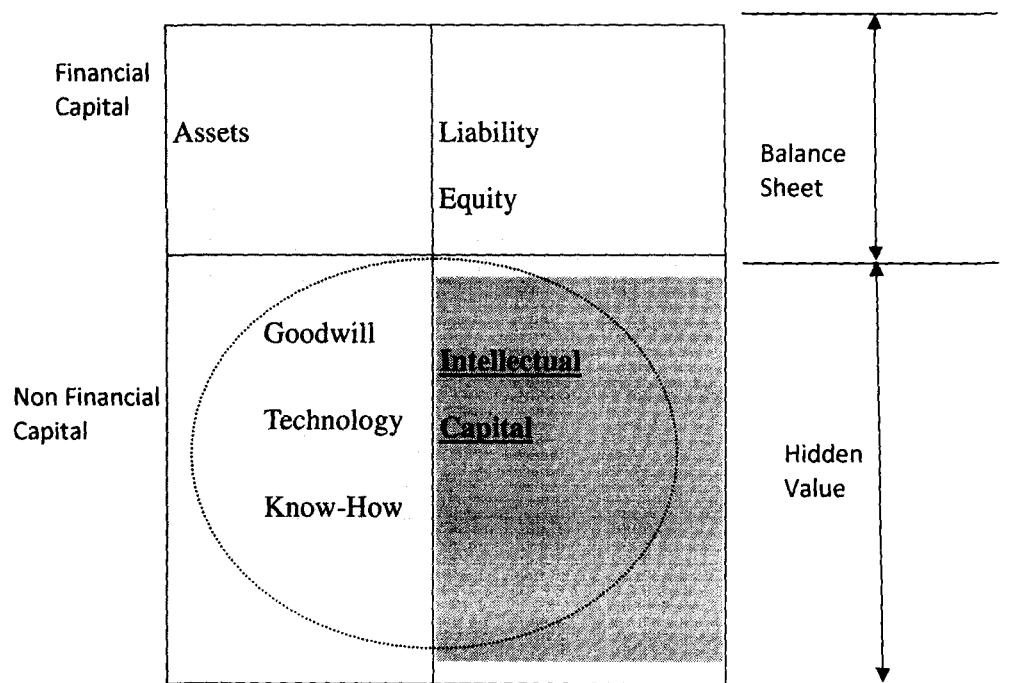 Financial
Capital
Assets
Liability
Equity
Balance
Sheet
Non Financial
Capital
Goodwill
Technology
Know-How
Intellectual
Capital
Hidden
Value